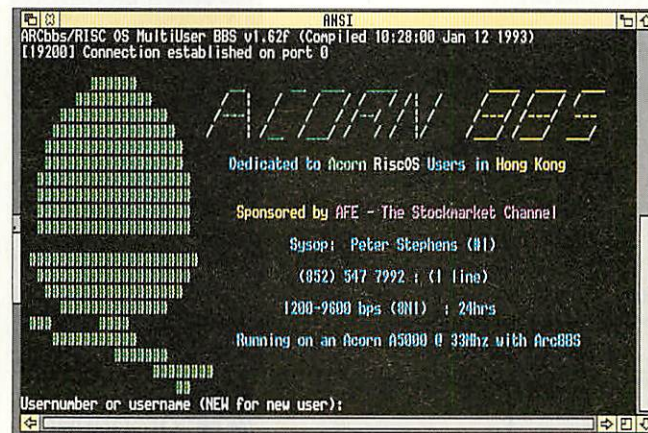 ANSI
ARCbbs/RISC OS MultiUser BBS v1.62f (Compiled 10:28:00 Jan 12 1993)
[19200] Connection established on port 0
ACORN BBS
Dedicated to Acorn RiscOS Users in Hong Kong
Sponsored by AFE - The Stockmarket Channel
Sysop: Peter Stephens (#1)
(852) 547 7992 : (1 line)
1200-9600 bps (8N1) : 24hrs
Running on an Acorn A5000 @ 33Mhz with ArcBBS
Usernumber or username (NEW for new user):